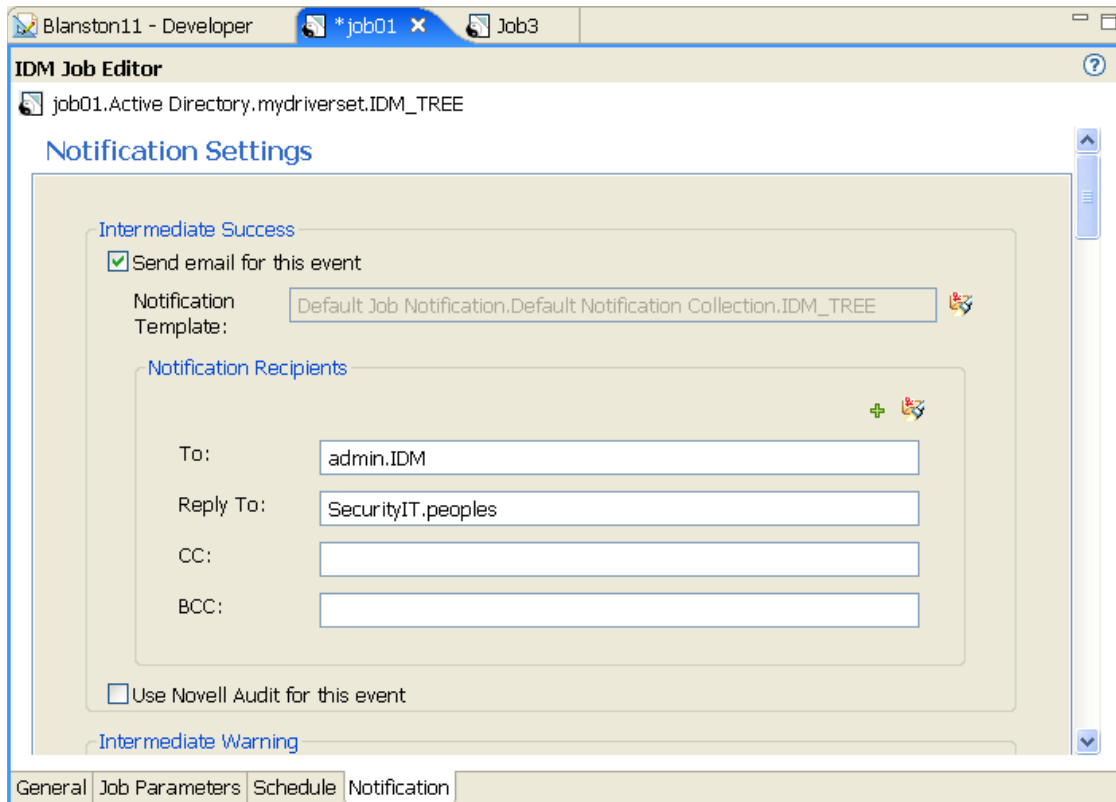 Blanston11 - Developer *job01 Job3
IDM Job Editor
job01.Active Directory.mydriverset.IDM_TREE
Notification Settings
Intermediate Success
Send email for this event
Notification Template:
Default Job Notification.Default Notification Collection.IDM_TREE
Notification Recipients
To: admin.IDM
Reply To: SecurityIT.peoples
CC:
BCC:
Use Novell Audit for this event
Intermediate Warning
General Job Parameters Schedule Notification